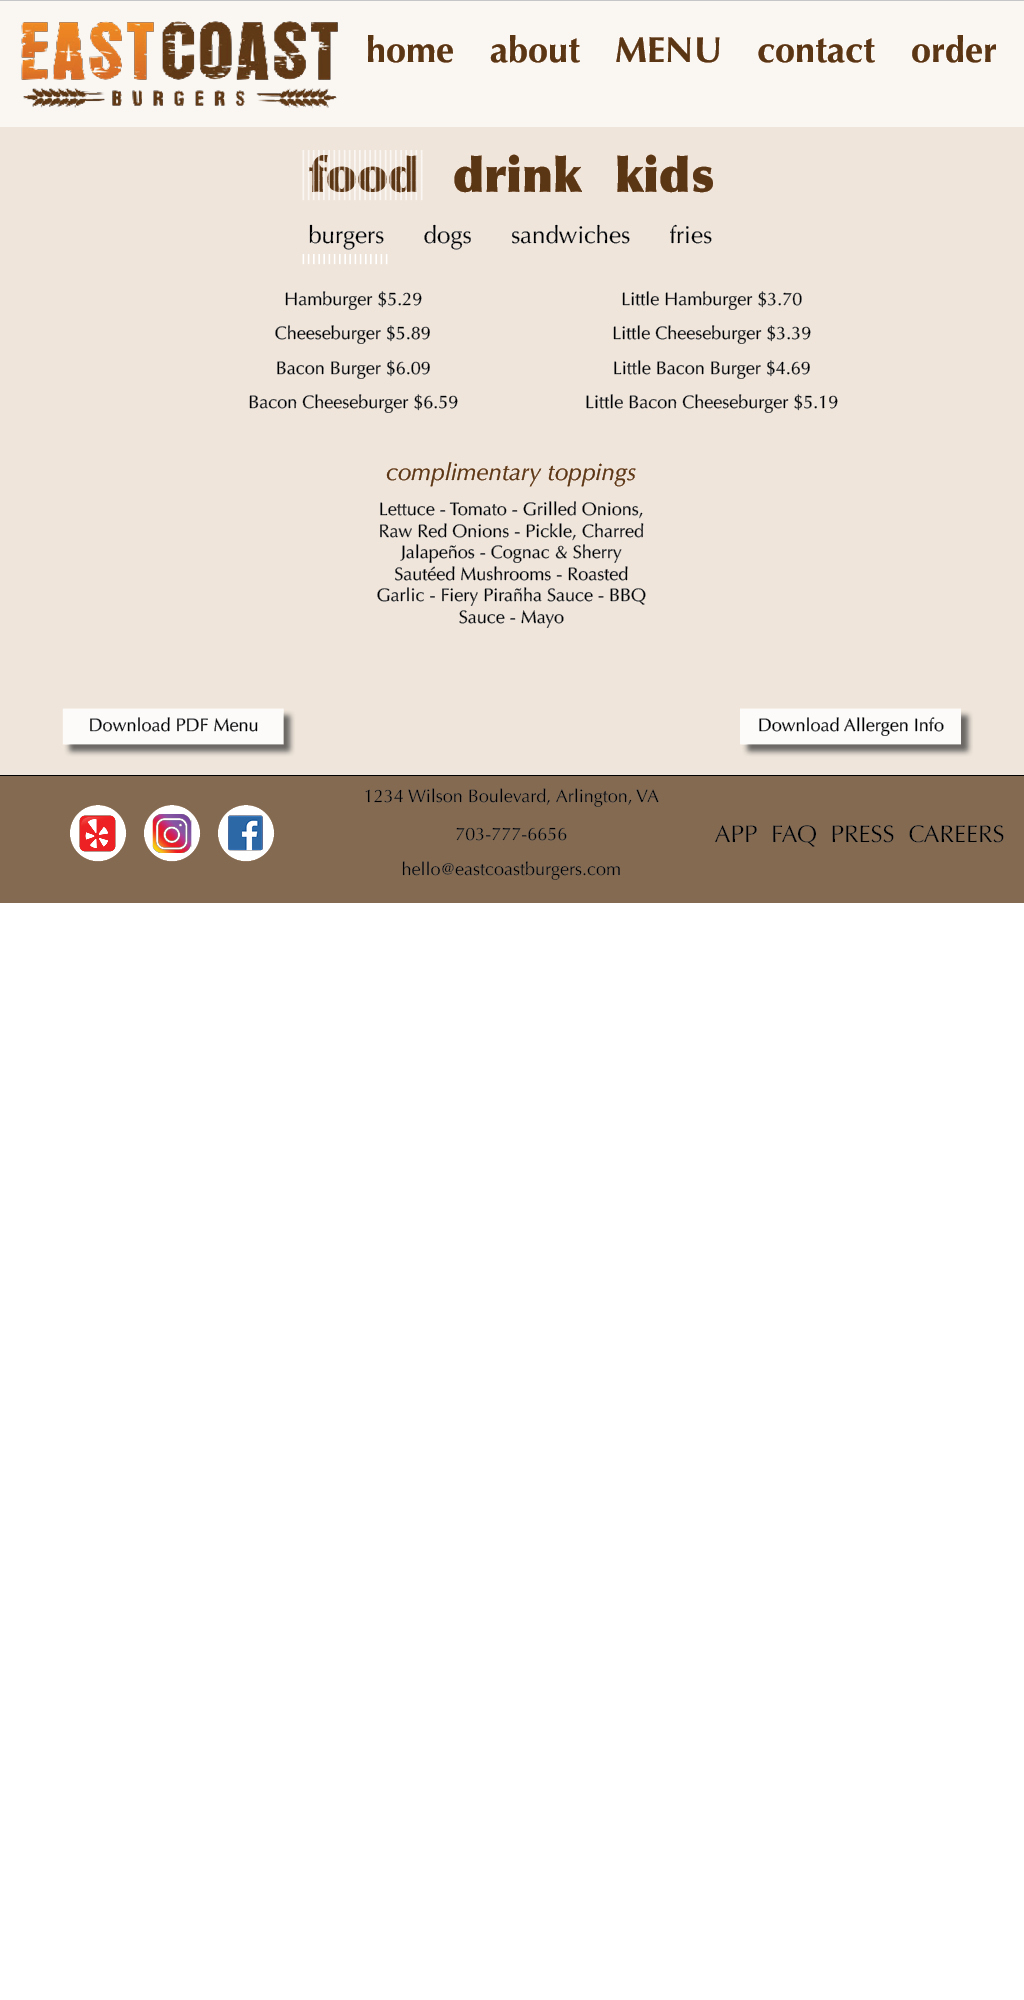 EASTCOAST
BURGERS
home about MENU contact order
food drink kids
burgers dogs sandwiches fries
Hamburger $5.29
Cheeseburger $5.89
Bacon Burger $6.09
Bacon Cheeseburger $6.59
Little Hamburger $3.70
Little Cheeseburger $3.39
Little Bacon Burger $4.69
Little Bacon Cheeseburger $5.19
complimentary toppings
Lettuce - Tomato - Grilled Onions,
Raw Red Onions - Pickle, Charred
Jalapeños - Cognac & Sherry
Sautéed Mushrooms - Roasted
Garlic - Fiery Pirañha Sauce - BBQ
Sauce - Mayo
Download PDF Menu
Download Allergen Info
1234 Wilson Boulevard, Arlington, VA
703-777-6656
hello@eastcoastburgers.com
APP FAQ PRESS CAREERS